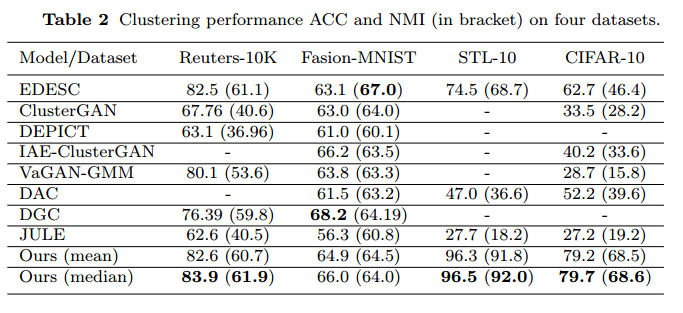 Table 2 Clustering performance ACC and NMI (in bracket) on four datasets.
Model/Dataset Reuters-10K Fasion-MNIST STL-10 CIFAR-10
EDESC 82.5 (61.1) 63.1 (67.0) 74.5 (68.7) 62.7 (46.4)
ClusterGAN 67.76 (40.6) 63.0 (64.0) - 33.5 (28.2)
DEPICT 63.1 (36.96) 61.0 (60.1) - -
IAE-ClusterGAN - 66.2 (63.5) - 40.2 (33.6)
VaGAN-GMM 80.1 (53.6) 63.8 (63.3) - 28.7 (15.8)
DAC - 61.5 (63.2) 47.0 (36.6) 52.2 (39.6)
DGC 76.39 (59.8) 68.2 (64.19) - -
JULE 62.6 (40.5) 56.3 (60.8) 27.7 (18.2) 27.2 (19.2)
Ours (mean) 82.6 (60.7) 64.9 (64.5) 96.3 (91.8) 79.2 (68.5)
Ours (median) 83.9 (61.9) 66.0 (64.0) 96.5 (92.0) 79.7 (68.6)